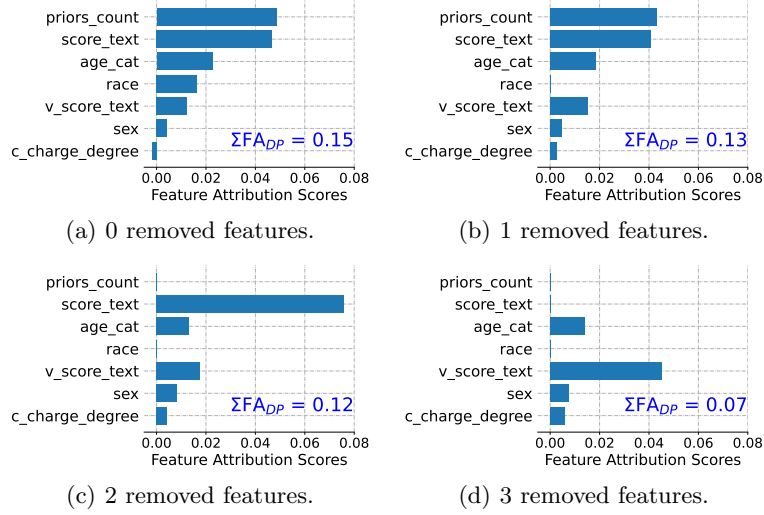 priors_count
score_text
age_cat
race
v_score_text
sex
c_charge_degree
ΣFA_DP = 0.15
0.00 0.02 0.04 0.06 0.08
Feature Attribution Scores
(a) 0 removed features.
priors_count
score_text
age_cat
race
v_score_text
sex
c_charge_degree
ΣFA_DP = 0.13
0.00 0.02 0.04 0.06 0.08
Feature Attribution Scores
(b) 1 removed features.
priors_count
score_text
age_cat
race
v_score_text
sex
c_charge_degree
ΣFA_DP = 0.12
0.00 0.02 0.04 0.06 0.08
Feature Attribution Scores
(c) 2 removed features.
priors_count
score_text
age_cat
race
v_score_text
sex
c_charge_degree
ΣFA_DP = 0.07
0.00 0.02 0.04 0.06 0.08
Feature Attribution Scores
(d) 3 removed features.